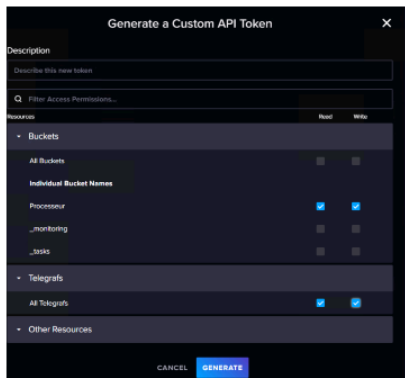 Generate a Custom API Token
Description
Describe this new token
Filter Access Permissions...
Resources Read Write
Buckets
All Buckets
Individual Bucket Names
Processeur
_monitoring
_tasks
Telegrafs
All Telegrafs
Other Resources
CANCEL GENERATE